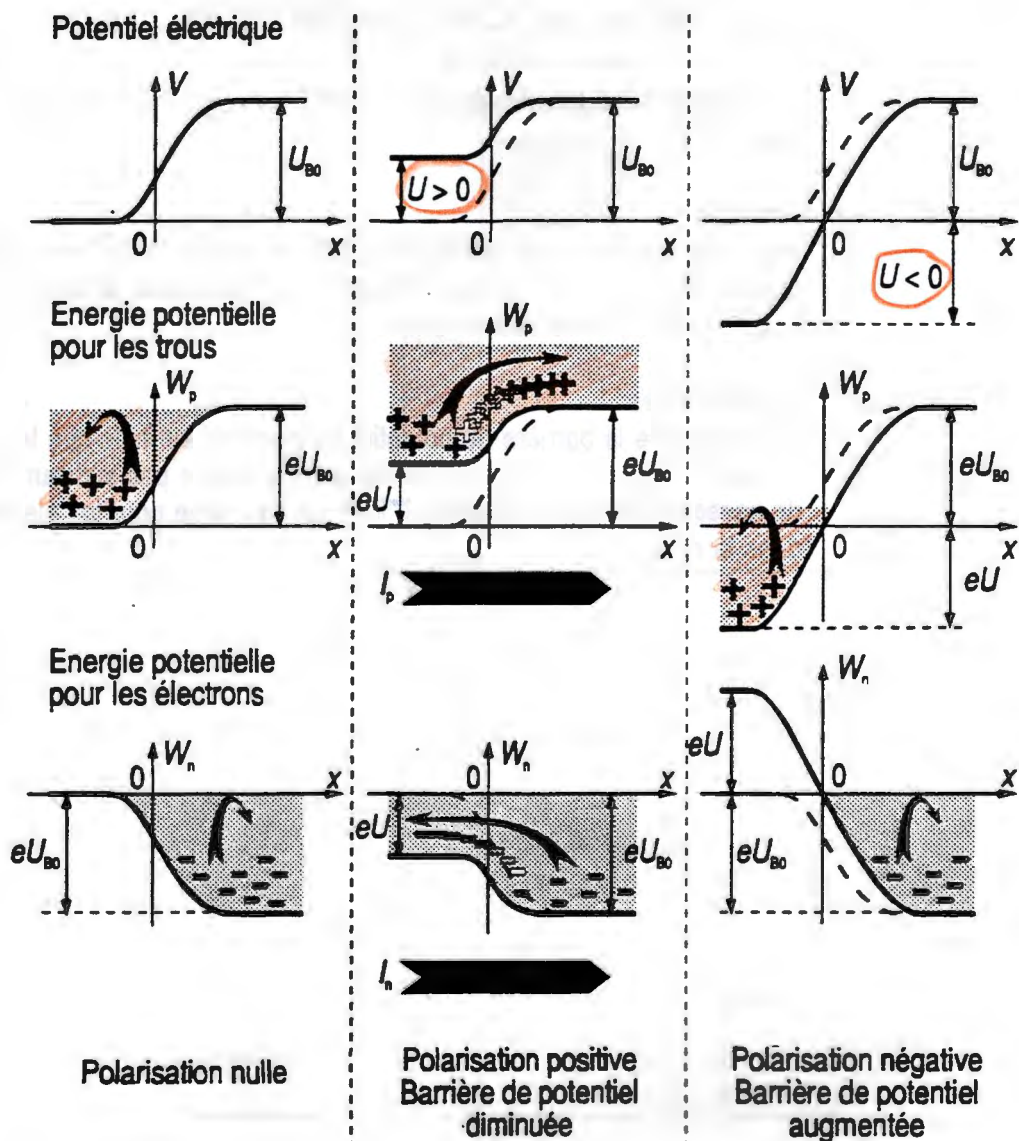 Potentiel électrique
V
U_B0
0
x
V
U > 0
U_B0
0
x
V
U_B0
0
x
U < 0
Energie potentielle
pour les trous
W_p
eU_B0
0
x
W_p
eU
eU_B0
0
x
I_p
W_p
eU_B0
0
x
eU
Energie potentielle
pour les électrons
W_n
0
x
eU_B0
W_n
0
x
eU
eU_B0
I_n
W_n
eU
0
x
eU_B0
Polarisation nulle
Polarisation positive
Barrière de potentiel
diminuée
Polarisation négative
Barrière de potentiel
augmentée